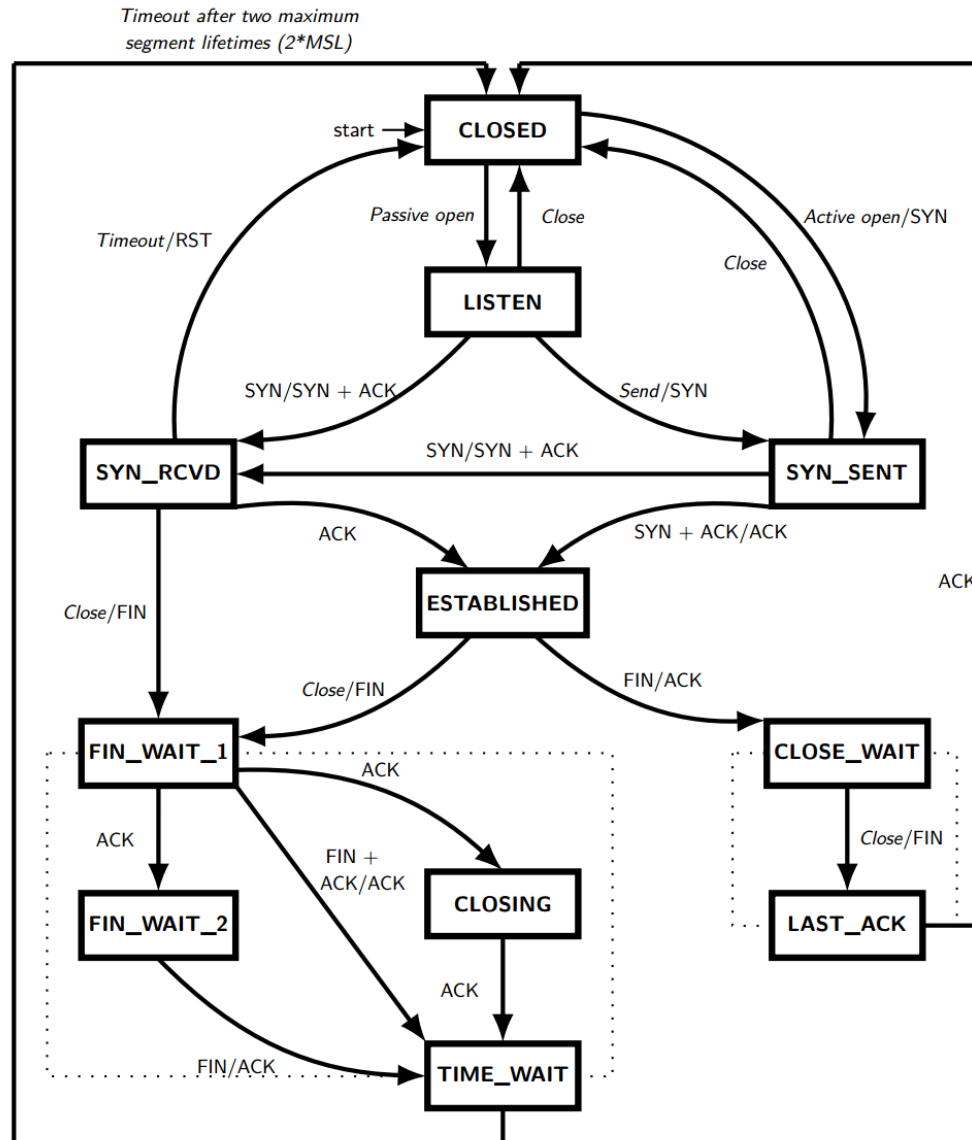 Timeout after two maximum
segment lifetimes (2*MSL)
start
CLOSED
Passive open
Close
Active open/SYN
Timeout/RST
Close
LISTEN
SYN/SYN + ACK
Send/SYN
SYN/SYN + ACK
SYN_RCVD
SYN_SENT
ACK
SYN + ACK/ACK
ESTABLISHED
ACK
Close/FIN
Close/FIN
FIN/ACK
FIN_WAIT_1
CLOSE_WAIT
ACK
ACK
FIN +
ACK/ACK
Close/FIN
FIN_WAIT_2
CLOSING
LAST_ACK
ACK
FIN/ACK
TIME_WAIT